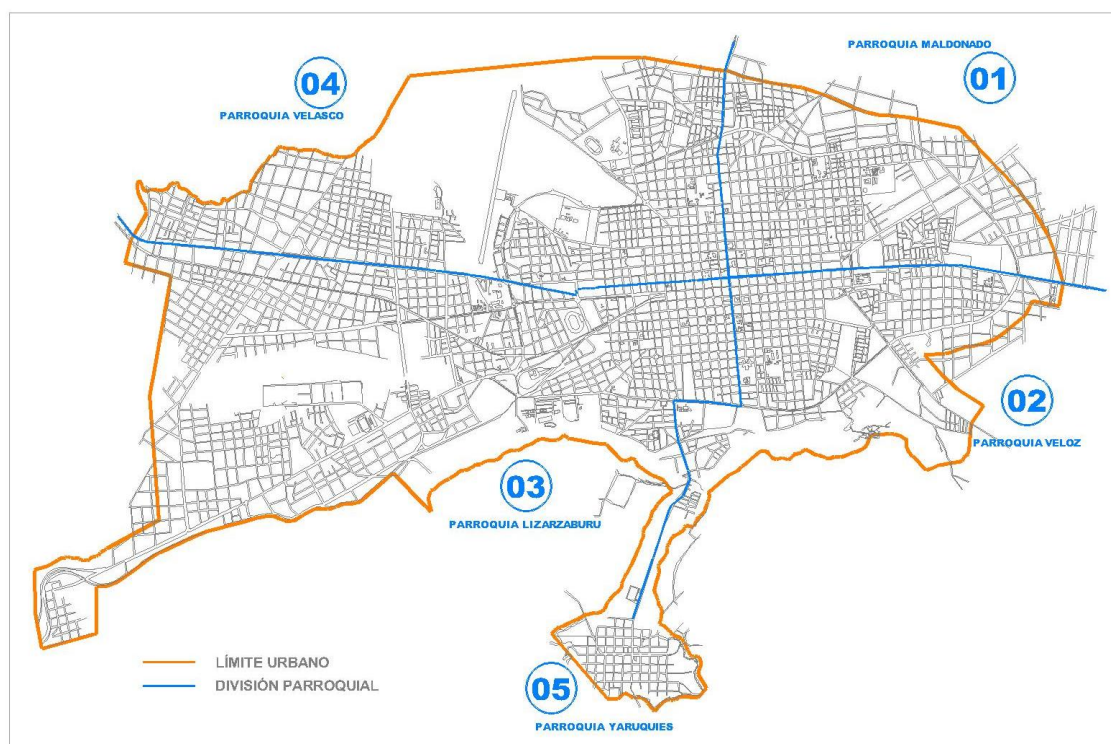 PARROQUIA MALDONADO
01
04
PARROQUIA VELASCO
02
PARROQUIA VELOZ
03
PARROQUIA LIZARZABURU
LÍMITE URBANO
DIVISIÓN PARROQUIAL
05
PARROQUIA YARUQUIES